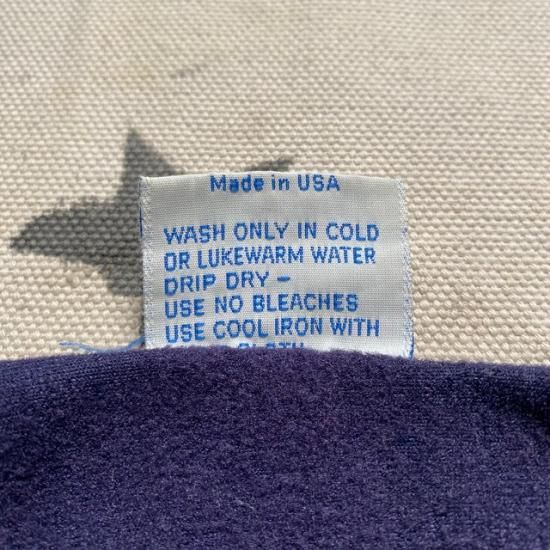 Made in USA
WASH ONLY IN COLD
OR LUKEWARM WATER
DRIP DRY –
USE NO BLEACHES
USE COOL IRON WITH
CLOTH